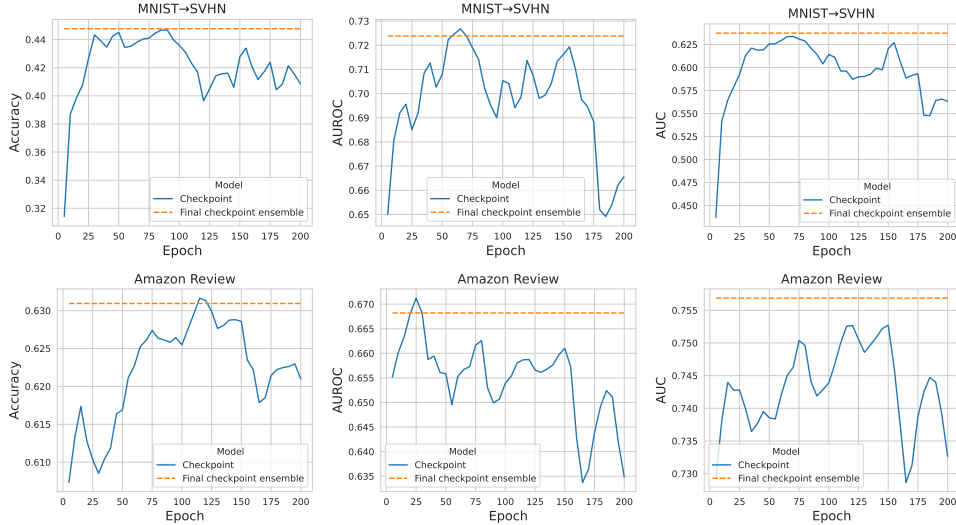 MNIST→SVHN
0.44
0.42
0.40
0.38
0.36
0.34
0.32
Accuracy
Model
Checkpoint
Final checkpoint ensemble
0 25 50 75 100 125 150 175 200
Epoch
MNIST→SVHN
0.73
0.72
0.71
0.70
0.69
0.68
0.67
0.66
0.65
AUROC
Model
Checkpoint
Final checkpoint ensemble
0 25 50 75 100 125 150 175 200
Epoch
MNIST→SVHN
0.625
0.600
0.575
0.550
0.525
0.500
0.475
0.450
AUC
Model
Checkpoint
Final checkpoint ensemble
0 25 50 75 100 125 150 175 200
Epoch
Amazon Review
0.630
0.625
0.620
0.615
0.610
Accuracy
Model
Checkpoint
Final checkpoint ensemble
0 25 50 75 100 125 150 175 200
Epoch
Amazon Review
0.670
0.665
0.660
0.655
0.650
0.645
0.640
0.635
AUROC
Model
Checkpoint
Final checkpoint ensemble
0 25 50 75 100 125 150 175 200
Epoch
Amazon Review
0.755
0.750
0.745
0.740
0.735
0.730
AUC
Model
Checkpoint
Final checkpoint ensemble
0 25 50 75 100 125 150 175 200
Epoch